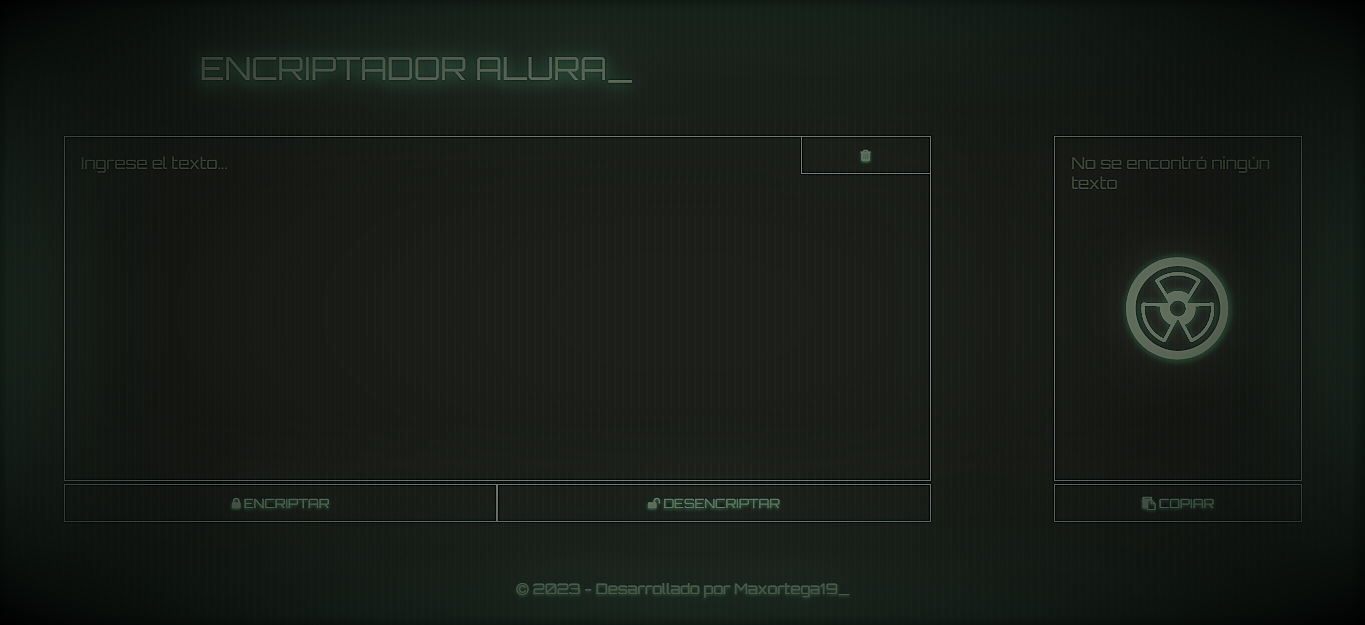 ENCRIPTADOR ALURA_
Ingrese el texto...
No se encontró ningún
texto
ENCRIPTAR
DESENCRIPTAR
COPIAR
© 2023 - Desarrollado por Maxortega19_